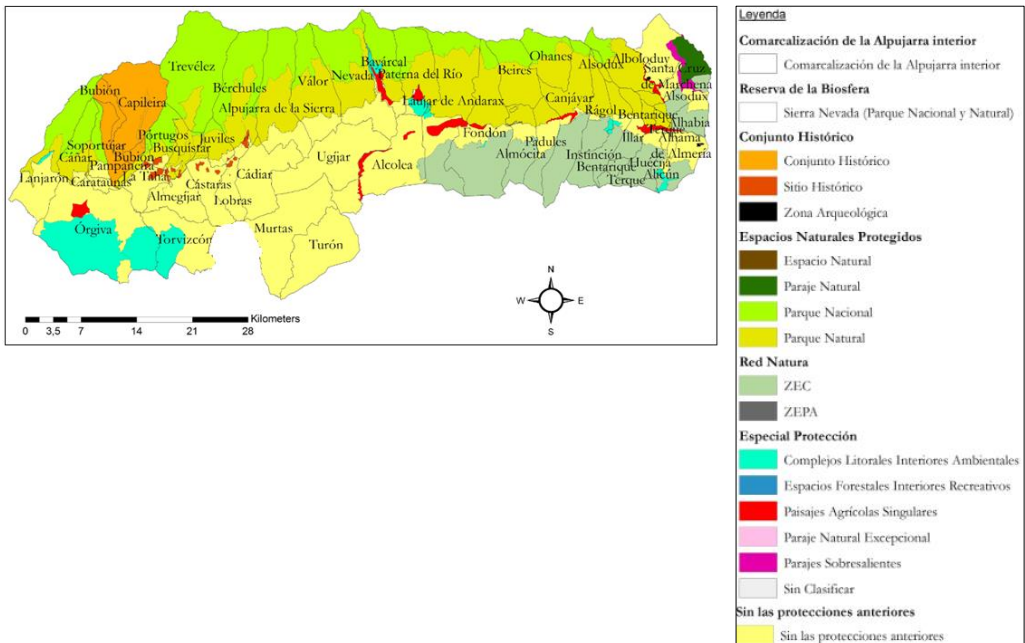 Bubión
Trevélez
Capileira
Soportújar
Cáñar
Lanjarón
Carataunas
Pampaneira
Bubión
La Tahá
Pórtugos
Busquístar
Juviles
Bérchules
Alpujarra de la Sierra
Válor
Nevada
Bayárcal
Paterna del Río
Laujar de Andarax
Beires
Ohanes
Alsodux
Alboloduy
Santa Cruz
de Marchena
Alsodux
Canjáyar
Rágol
Bentarique
Terque
Alhabia
Alhama
de Almería
Íllar
Huécija
Alicún
Instinción
Bentarique
Terque
Padules
Almócita
Fondón
Alcolea
Ugíjar
Cádiar
Cástaras
Lobras
Almegíjar
Órgiva
Torvizcón
Murtas
Turón
N
W E
S
Kilometers
0 3,5 7 14 21 28
Leyenda
Comarcalización de la Alpujarra interior
Comarcalización de la Alpujarra interior
Reserva de la Biosfera
Sierra Nevada (Parque Nacional y Natural)
Conjunto Histórico
Conjunto Histórico
Sitio Histórico
Zona Arqueológica
Espacios Naturales Protegidos
Espacio Natural
Paraje Natural
Parque Nacional
Parque Natural
Red Natura
ZEC
ZEPA
Especial Protección
Complejos Litorales Interiores Ambientales
Espacios Forestales Interiores Recreativos
Paisajes Agrícolas Singulares
Paraje Natural Excepcional
Parajes Sobresalientes
Sin Clasificar
Sin las protecciones anteriores
Sin las protecciones anteriores